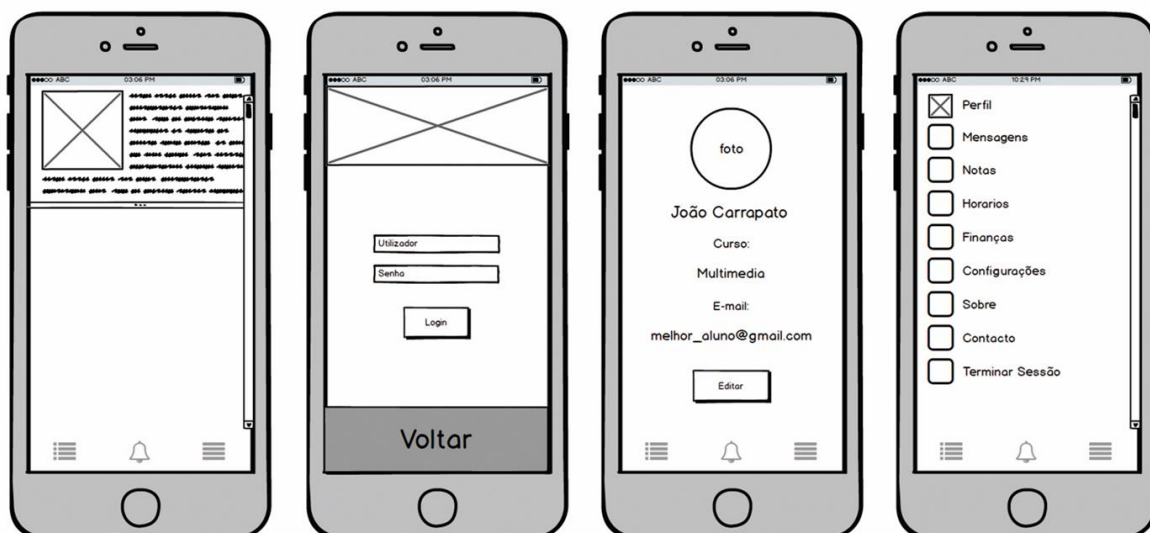 ABC 03:06 PM
ABC 03:06 PM
Utilizador
Senha
Login
Voltar
ABC 03:06 PM
foto
João Carrapato
Curso:
Multimedia
E-mail:
melhor_aluno@gmail.com
Editar
ABC 10:29 PM
Perfil
Mensagens
Notas
Horarios
Finanças
Configurações
Sobre
Contacto
Terminar Sessão